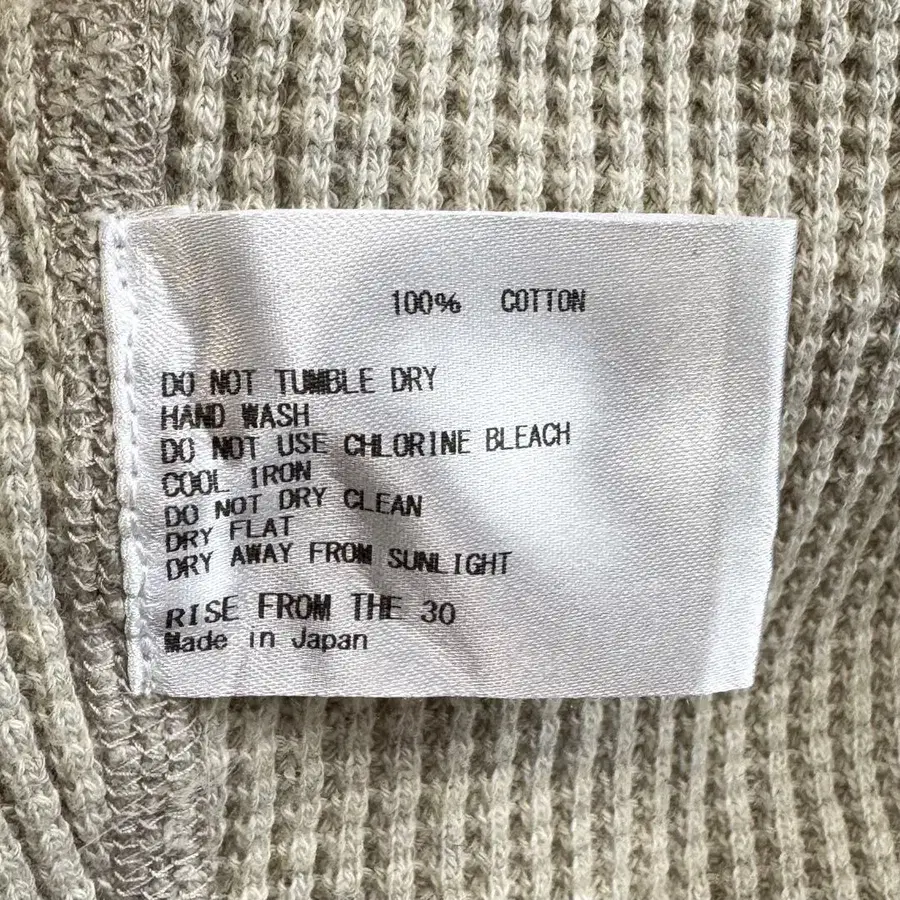 100% COTTON
DO NOT TUMBLE DRY
HAND WASH
DO NOT USE CHLORINE BLEACH
COOL IRON
DO NOT DRY CLEAN
DRY FLAT
DRY AWAY FROM SUNLIGHT
RISE FROM THE 30
Made in Japan